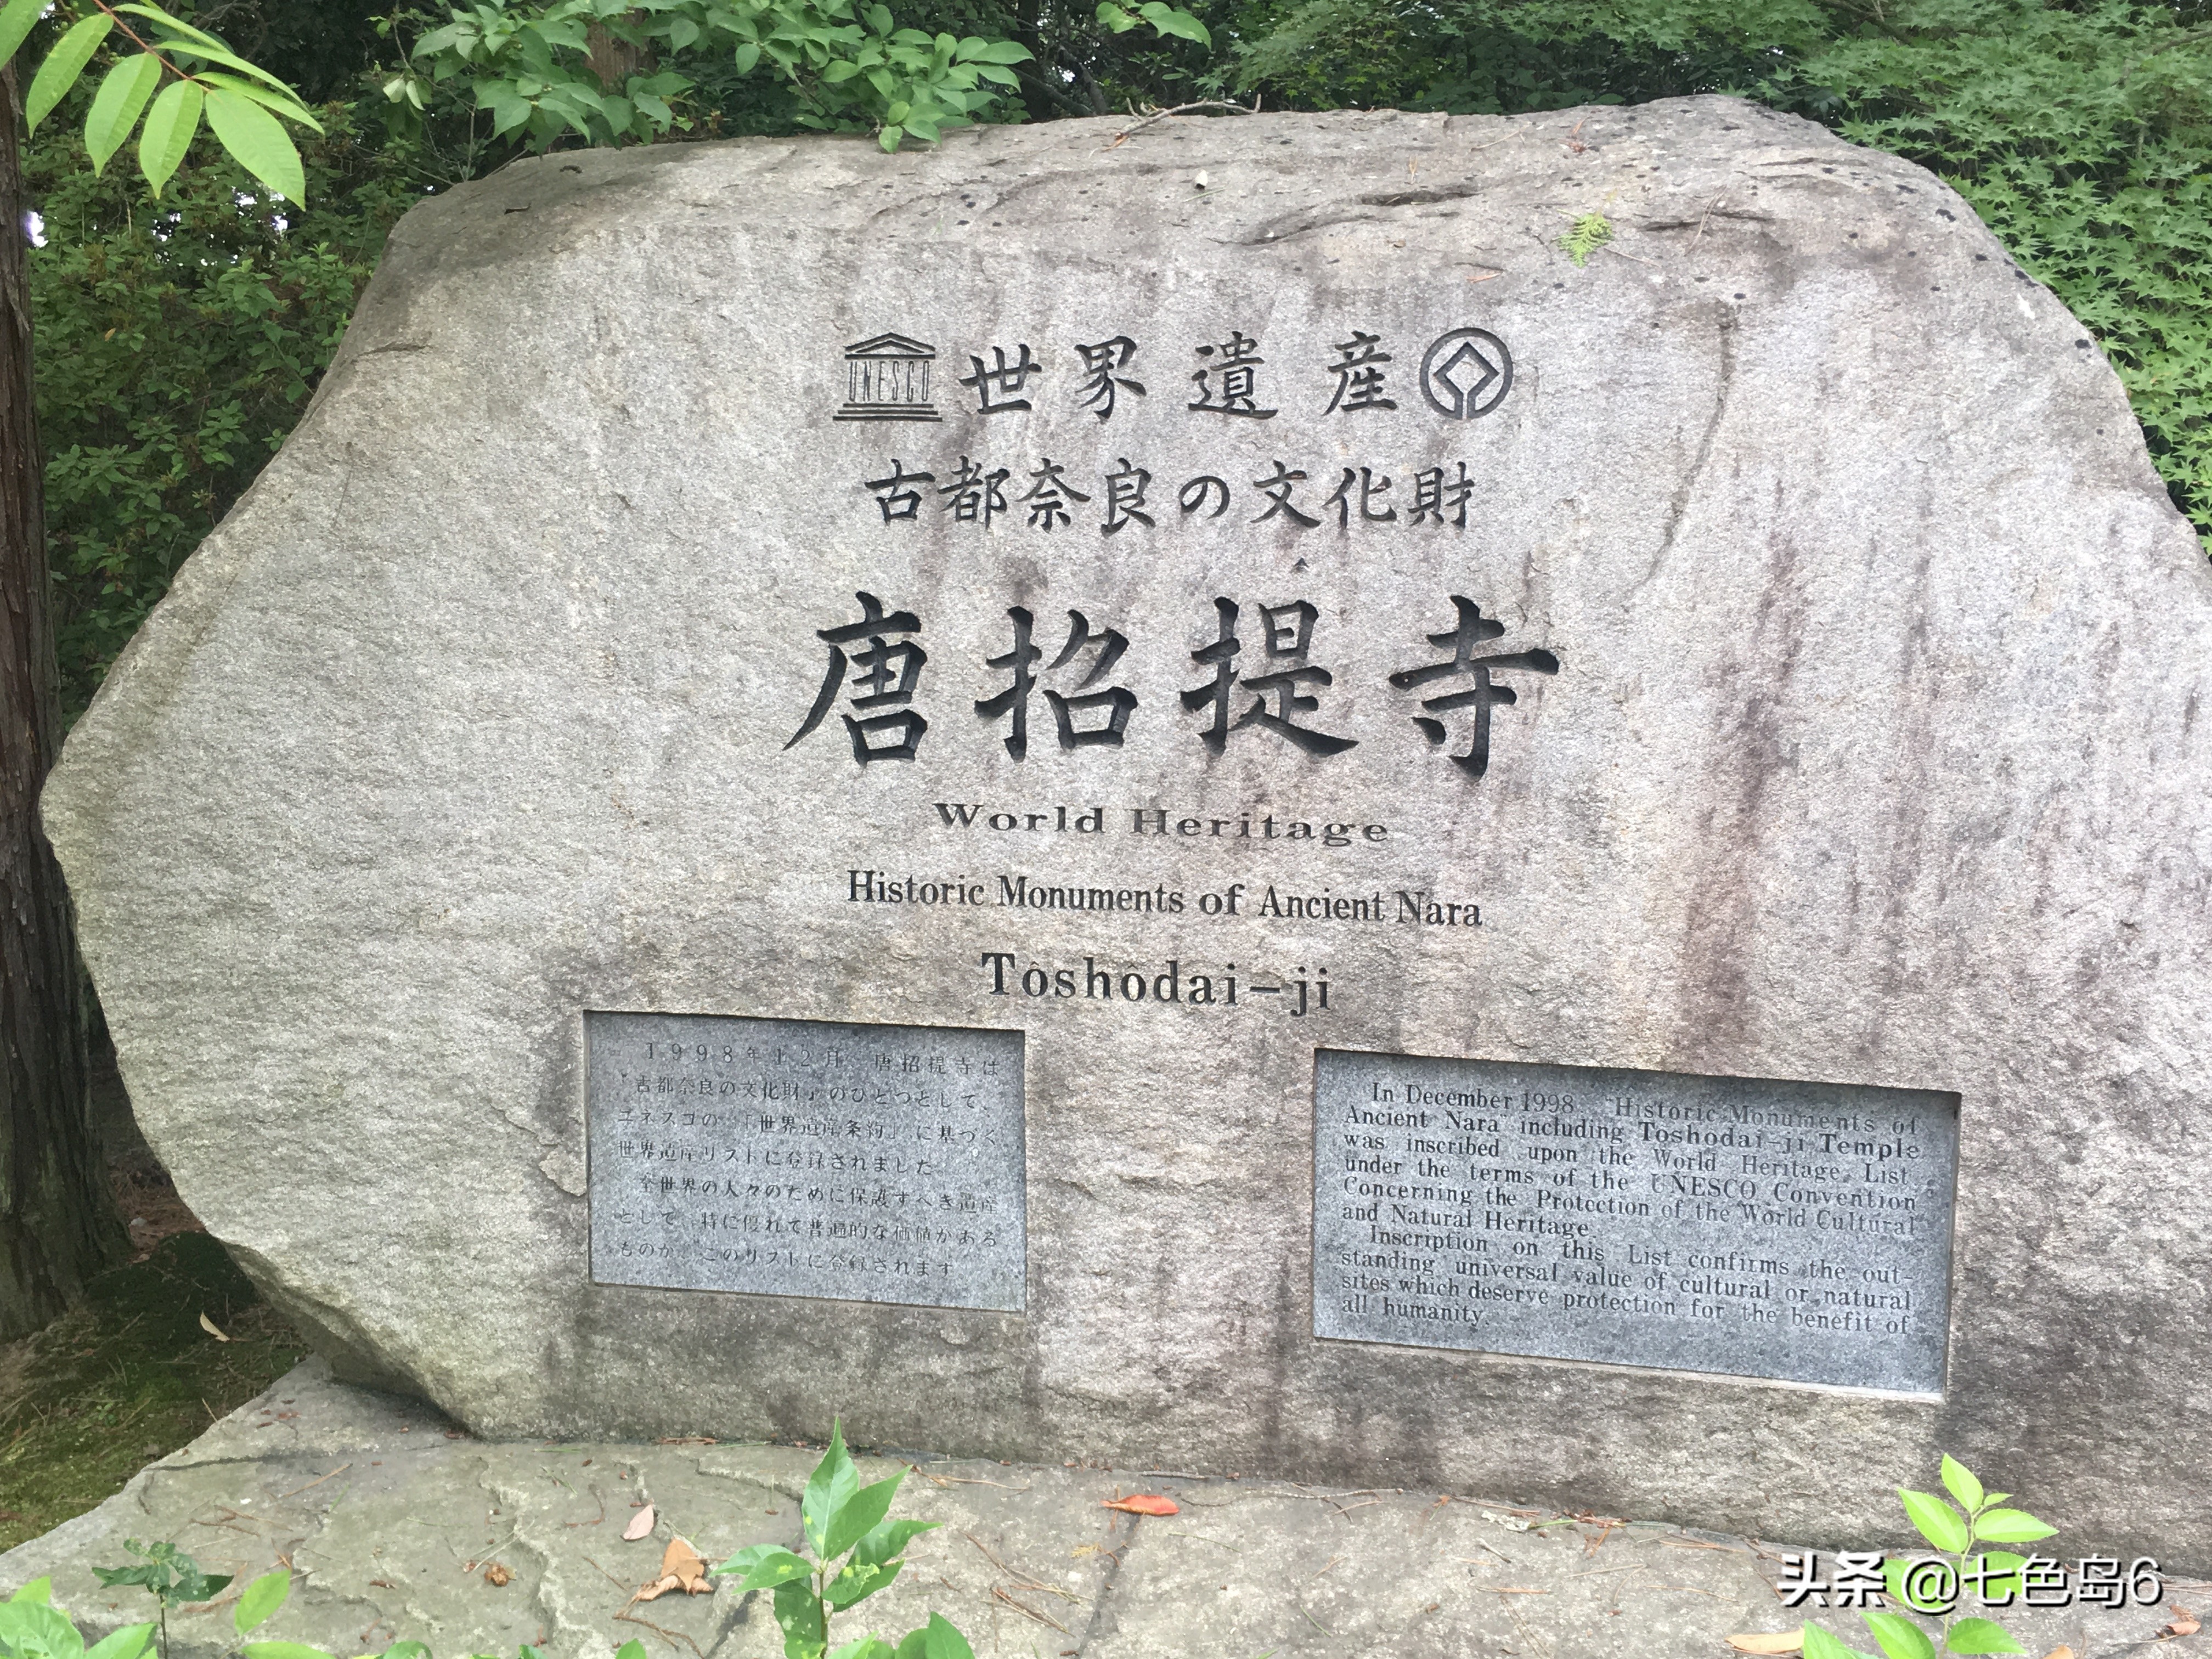 UNESCO 世界遺産
古都奈良の文化財
唐招提寺
World Heritage
Historic Monuments of Ancient Nara
Toshodai-ji
1998年12月 唐招提寺は
「古都奈良の文化財」のひとつとして、
ユネスコの「世界遺産条約」に基づく
世界遺産リストに登録されました
全世界の人々のために保護すべき遺産
として 特に優れて普遍的な価値がある
ものが このリストに登録されます
In December 1998 "Historic Monuments of
Ancient Nara including Toshodai-ji Temple
was inscribed upon the World Heritage List
under the terms of the UNESCO Convention
Concerning the Protection of the World Cultural
and Natural Heritage.
Inscription on this List confirms the out-
standing universal value of cultural or natural
sites which deserve protection for the benefit of
all humanity.
头条 @七色鸟6